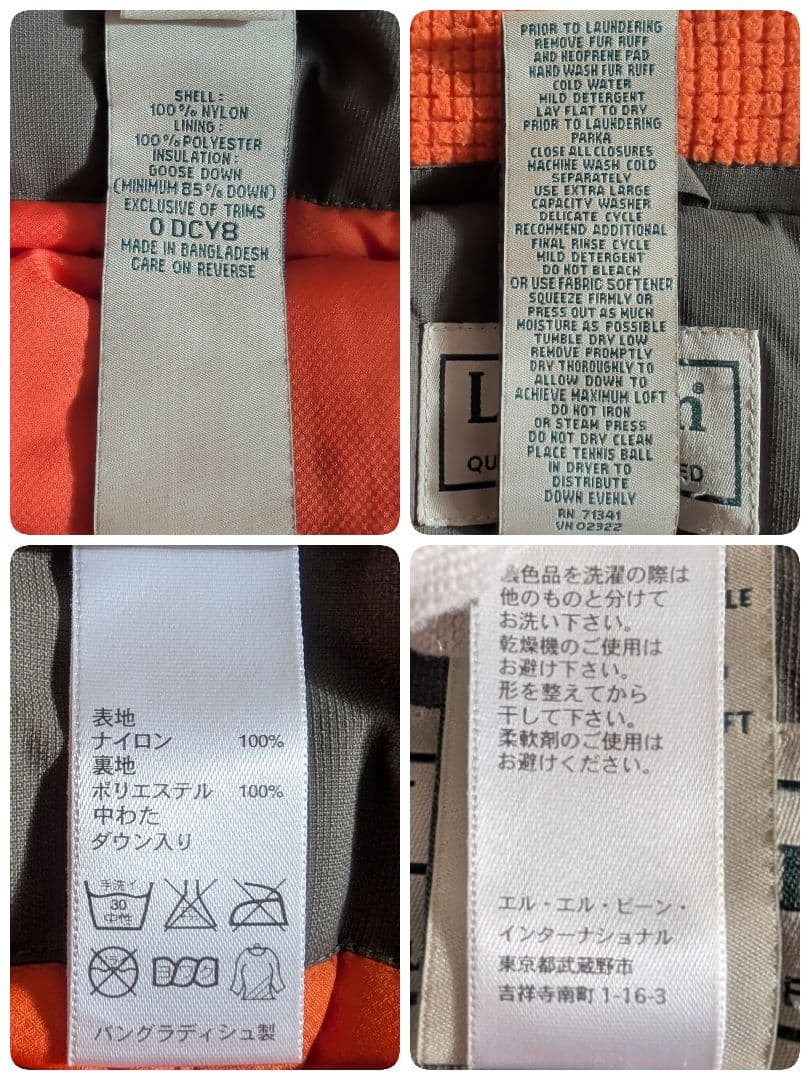 SHELL:
100% NYLON
LINING:
100% POLYESTER
INSULATION:
GOOSE DOWN
(MINIMUM 85% DOWN)
EXCLUSIVE OF TRIMS
0 DCY8
MADE IN BANGLADESH
CARE ON REVERSE
PRIOR TO LAUNDERING
REMOVE FUR RUFF
AND NEOPRENE PAD
HAND WASH FUR RUFF
COLD WATER
MILD DETERGENT
LAY FLAT TO DRY
PRIOR TO LAUNDERING
PARKA
CLOSE ALL CLOSURES
MACHINE WASH COLD
SEPARATELY
USE EXTRA LARGE
CAPACITY WASHER
DELICATE CYCLE
RECOMMEND ADDITIONAL
FINAL RINSE CYCLE
MILD DETERGENT
DO NOT BLEACH
OR USE FABRIC SOFTENER
SQUEEZE FIRMLY OR
PRESS OUT AS MUCH
MOISTURE AS POSSIBLE
TUMBLE DRY LOW
REMOVE PROMPTLY
DRY THOROUGHLY TO
ALLOW DOWN TO
ACHIEVE MAXIMUM LOFT
DO NOT IRON
OR STEAM PRESS
DO NOT DRY CLEAN
PLACE TENNIS BALL
IN DRYER TO
DISTRIBUTE
DOWN EVENLY
RN 71341
VN 02322
L n®
QU ED
表地
ナイロン 100%
裏地
ポリエステル 100%
中わた
ダウン入り
手洗イ
30
中性
パングラディシュ製
色品を洗濯の際は
他のものと分けて
お洗い下さい。
乾燥機のご使用は
お避け下さい。
形を整えてから
干して下さい。
柔軟剤のご使用は
お避けください。
エル・エル・ビーン・
インターナショナル
東京都武蔵野市
吉祥寺南町 1-16-3
LE
FT